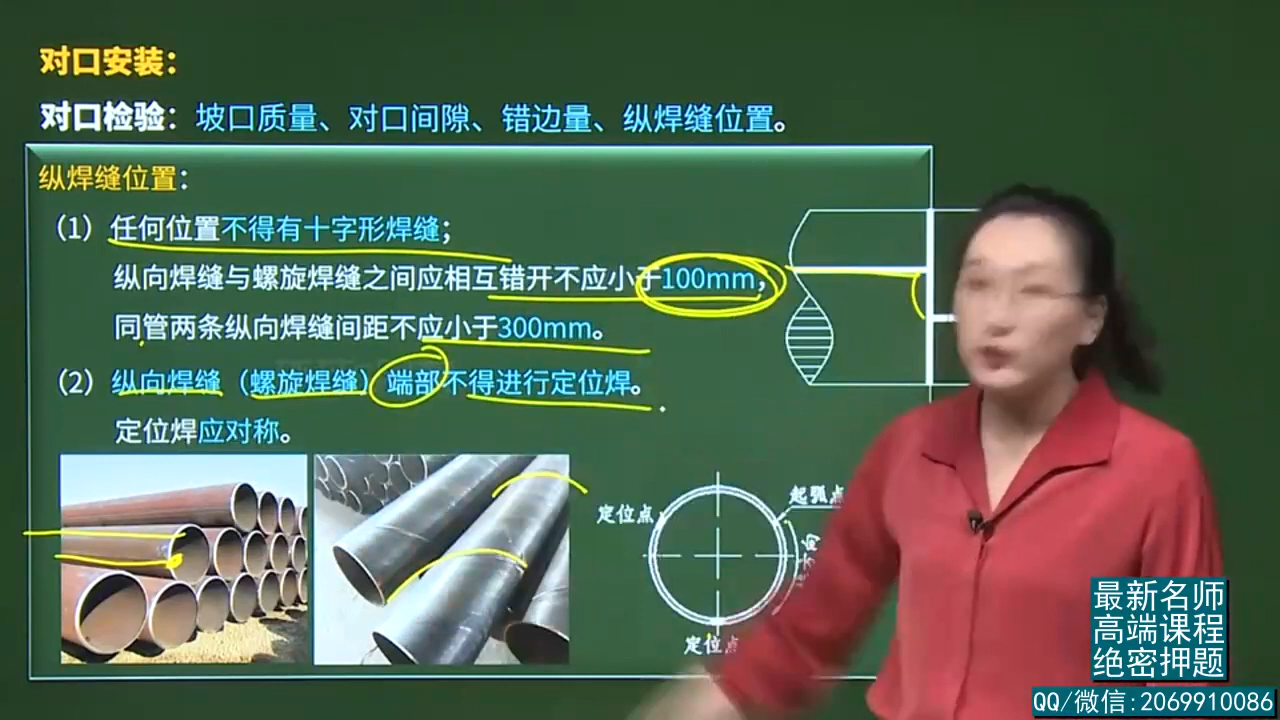 对口安装：
对口检验：坡口质量、对口间隙、错边量、纵焊缝位置。
纵焊缝位置：
（1）任何位置不得有十字形焊缝；
纵向焊缝与螺旋焊缝之间应相互错开不应小于100mm，
同管两条纵向焊缝间距不应小于300mm。
（2）纵向焊缝（螺旋焊缝）端部不得进行定位焊。
定位焊应对称。
定位点
起弧点
方向
定位点
最新名师
高端课程
绝密押题
QQ/微信:2069910086